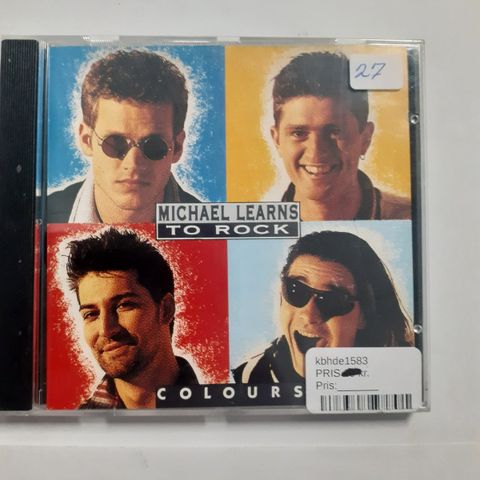 27
MICHAEL LEARNS
TO ROCK
COLOURS
kbhde1583
PRIS kr.
Pris: